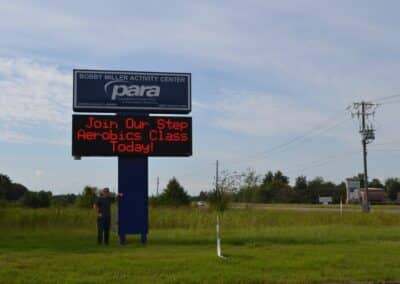 BOBBY MILLER ACTIVITY CENTER
para
Join Our Step
Aerobics Class
Today!